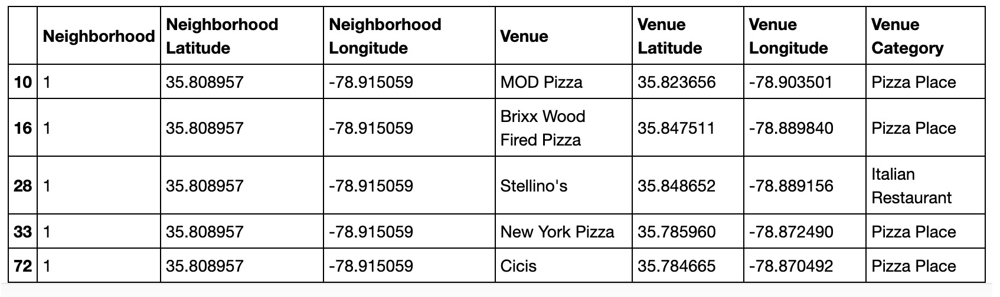 Neighborhood Neighborhood Latitude Neighborhood Longitude Venue Venue Latitude Venue Longitude Venue Category
10 1 35.808957 -78.915059 MOD Pizza 35.823656 -78.903501 Pizza Place
16 1 35.808957 -78.915059 Brixx Wood Fired Pizza 35.847511 -78.889840 Pizza Place
28 1 35.808957 -78.915059 Stellino's 35.848652 -78.889156 Italian Restaurant
33 1 35.808957 -78.915059 New York Pizza 35.785960 -78.872490 Pizza Place
72 1 35.808957 -78.915059 Cicis 35.784665 -78.870492 Pizza Place